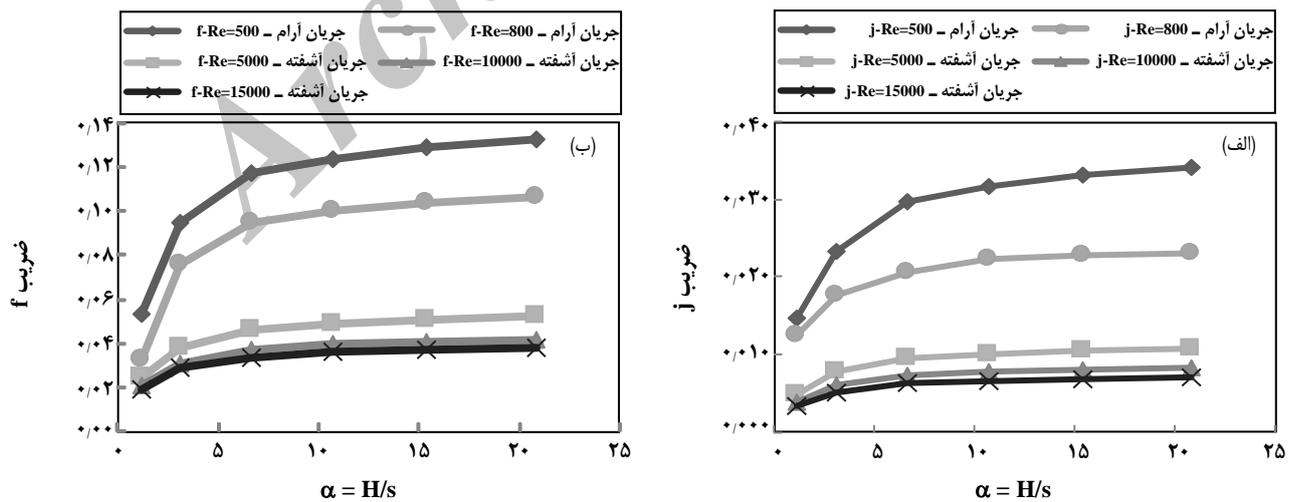 جریان آرام ـ f-Re=500
جریان آرام ـ f-Re=800
جریان آشفته ـ f-Re=5000
جریان آشفته ـ f-Re=10000
جریان آشفته ـ f-Re=15000
(ب)
۰٫۱۴
۰٫۱۲
۰٫۱۰
۰٫۰۸
۰٫۰۶
۰٫۰۴
۰٫۰۲
۰٫۰۰
ضریب f
۰ ۵ ۱۰ ۱۵ ۲۰ ۲۵
α = H/s
جریان آرام ـ j-Re=500
جریان آرام ـ j-Re=800
جریان آشفته ـ j-Re=5000
جریان آشفته ـ j-Re=10000
جریان آشفته ـ j-Re=15000
(الف)
۰٫۰۴۰
۰٫۰۳۰
۰٫۰۲۰
۰٫۰۱۰
۰٫۰۰۰
ضریب j
۰ ۵ ۱۰ ۱۵ ۲۰ ۲۵
α = H/s